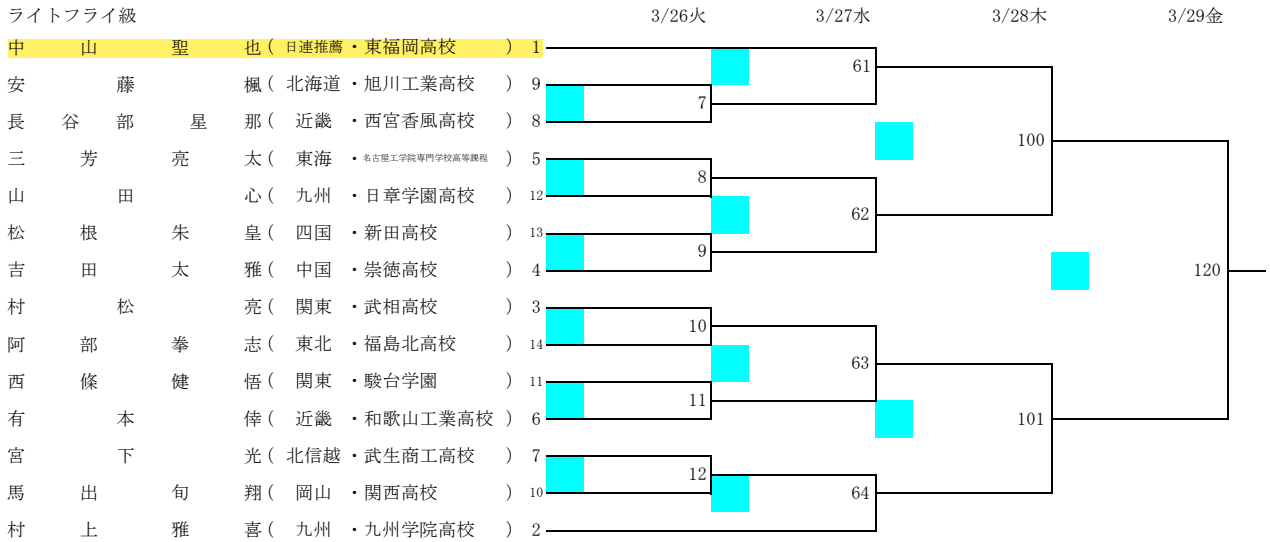 ライトフライ級 3/26火 3/27水 3/28木 3/29金
中山聖也( 日連推薦 ・東福岡高校 ) 1
61
安藤楓( 北海道 ・旭川工業高校 ) 9
7
長谷部星那( 近畿 ・西宮香風高校 ) 8
100
三芳亮太( 東海 ・名古屋工学院専門学校高等課程 ) 5
8
山田心( 九州 ・日章学園高校 ) 12
62
松根朱皇( 四国 ・新田高校 ) 13
9
吉田太雅( 中国 ・崇徳高校 ) 4
120
村松亮( 関東 ・武相高校 ) 3
10
阿部拳志( 東北 ・福島北高校 ) 14
63
西條健悟( 関東 ・駿台学園 ) 11
11
有本倖( 近畿 ・和歌山工業高校 ) 6
101
宮下光( 北信越 ・武生商工高校 ) 7
12
馬出旬翔( 岡山 ・関西高校 ) 10
64
村上雅喜( 九州 ・九州学院高校 ) 2